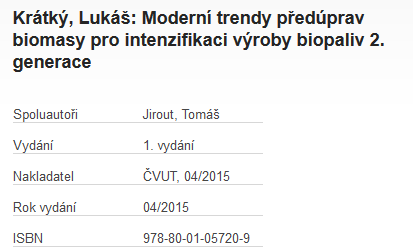 Krátký, Lukáš: Moderní trendy předúprav
biomasy pro intenzifikaci výroby biopaliv 2.
generace
Spoluautoři Jirout, Tomáš
Vydání 1. vydání
Nakladatel ČVUT, 04/2015
Rok vydání 04/2015
ISBN 978-80-01-05720-9